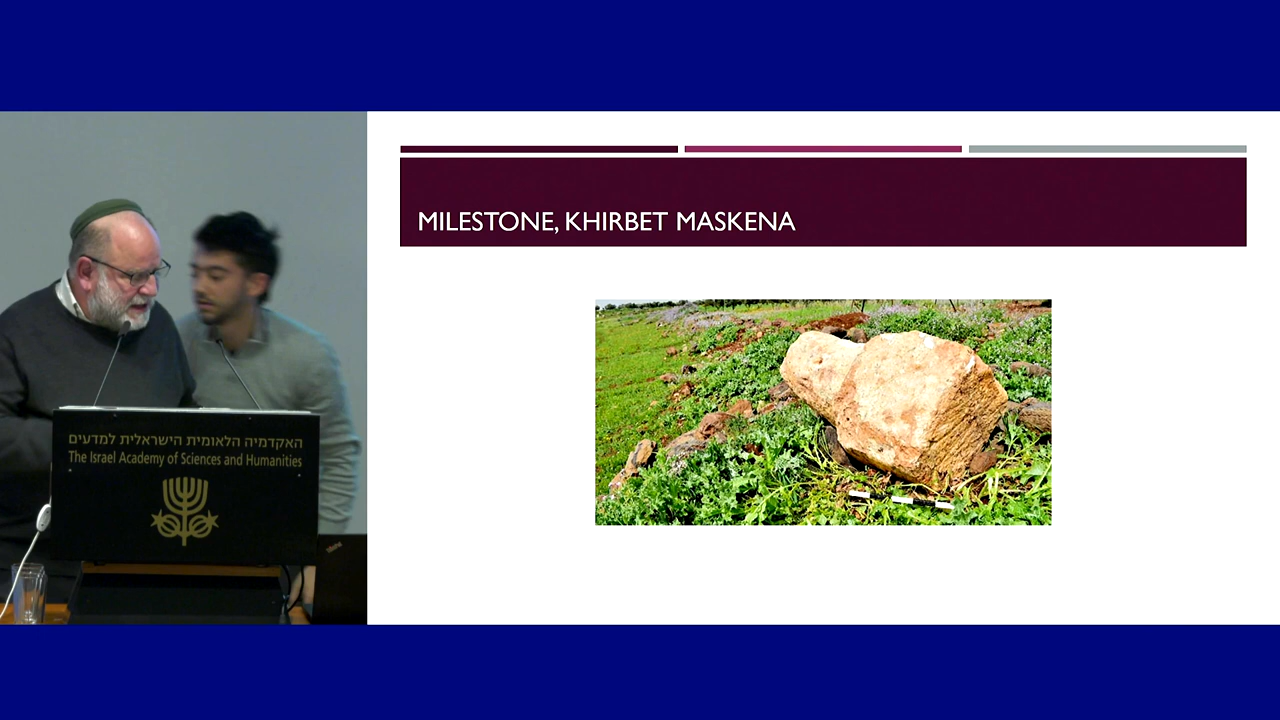 MILESTONE, KHIRBET MASKENA
האקדמיה הלאומית הישראלית למדעים
The Israel Academy of Sciences and Humanities